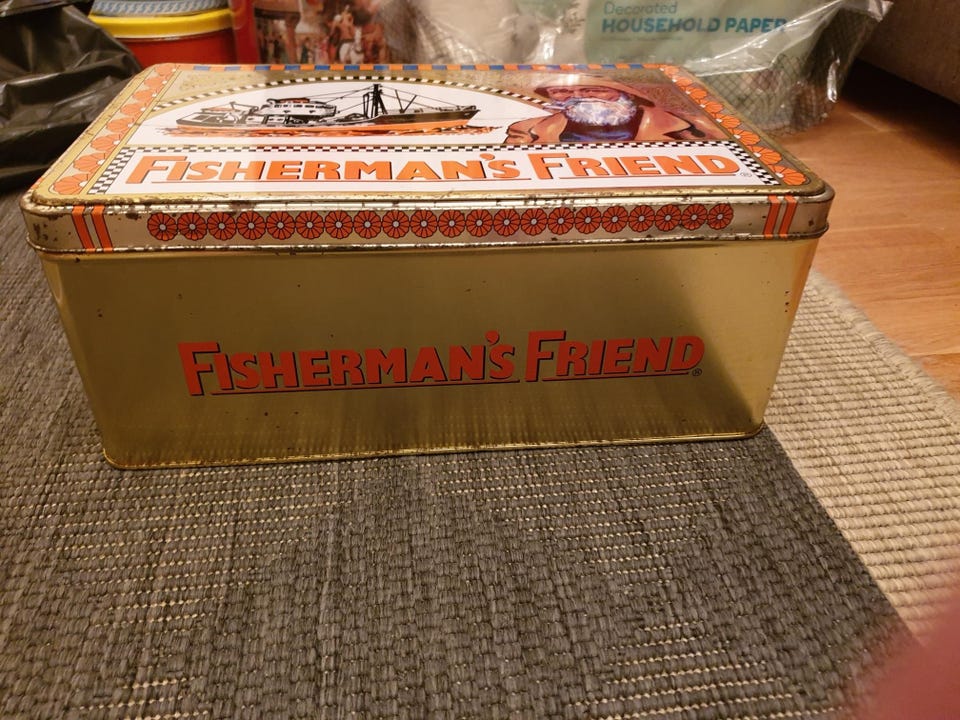 Decorated
HOUSEHOLD PAPER
FISHERMAN'S FRIEND®
FISHERMAN'S FRIEND®